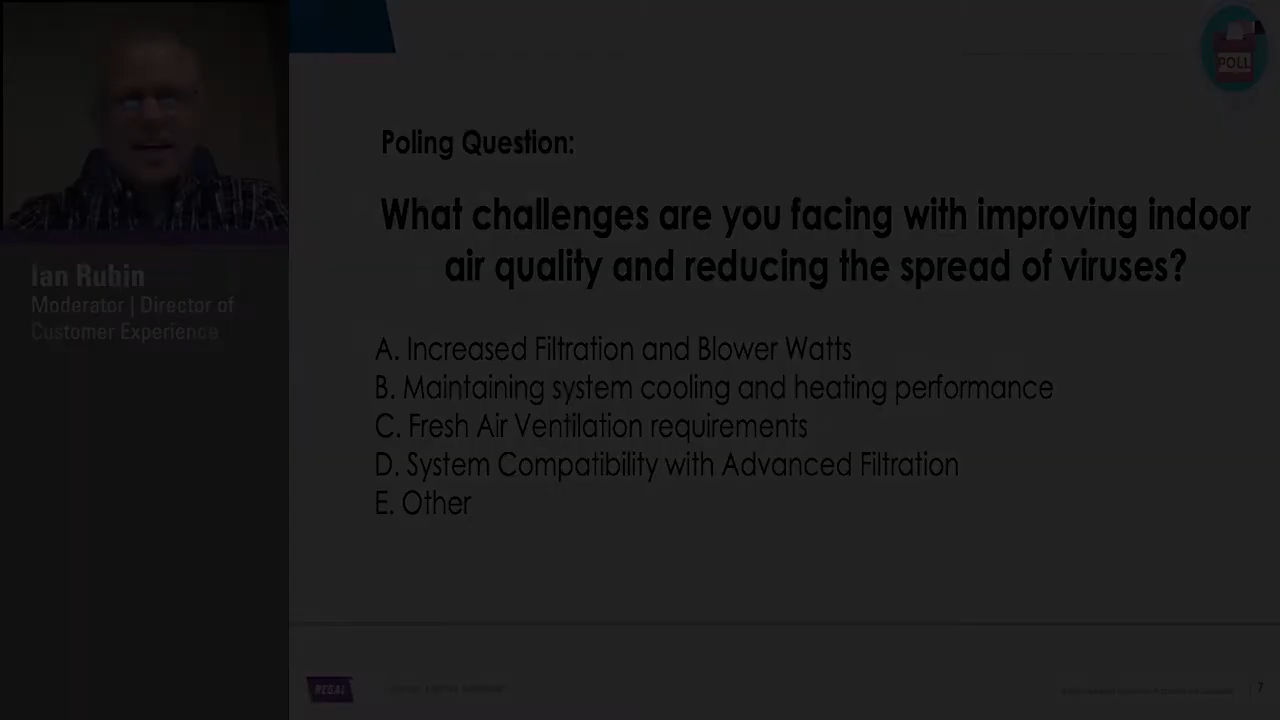 POLL
Poling Question:
What challenges are you facing with improving indoor
air quality and reducing the spread of viruses?
Ian Rubin
Moderator | Director of
Customer Experience
A. Increased Filtration and Blower Watts
B. Maintaining system cooling and heating performance
C. Fresh Air Ventilation requirements
D. System Compatibility with Advanced Filtration
E. Other
REGAL
7